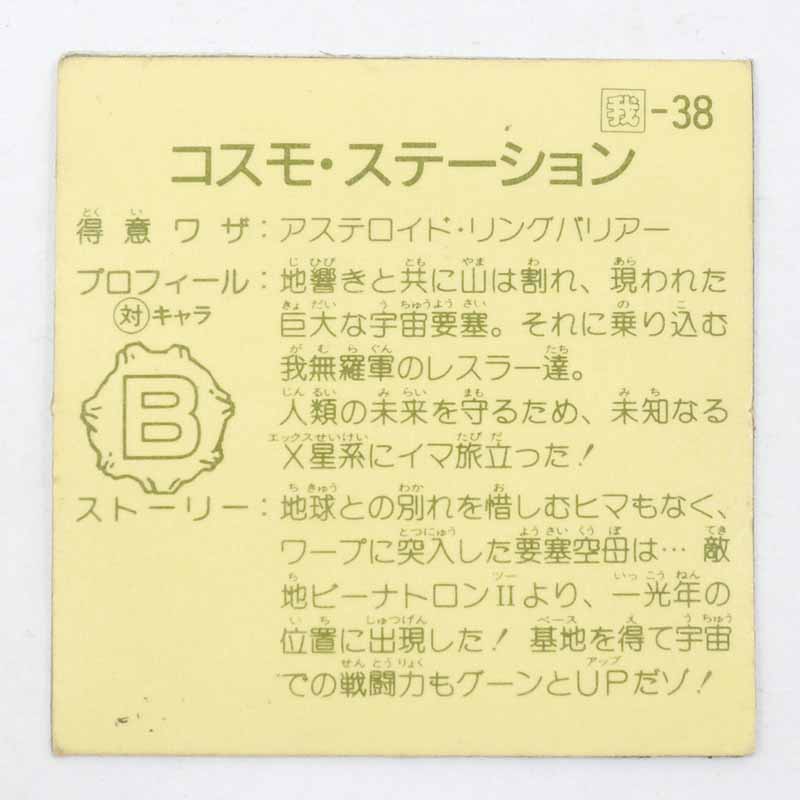 我-38
コスモ・ステーション
得意ワザ：アステロイド・リングバリアー
プロフィール：地響きと共に山は割れ、現われた
巨大な宇宙要塞。それに乗り込む
我無羅軍のレスラー達。
人類の未来を守るため、未知なる
X星系にイマ旅立った！
対キャラ
B
ストーリー：地球との別れを惜しむヒマもなく、
ワープに突入した要塞空母は…敵
地ビーナトロンIIより、一光年の
位置に出現した！基地を得て宇宙
での戦闘力もグーンとUPだゾ！